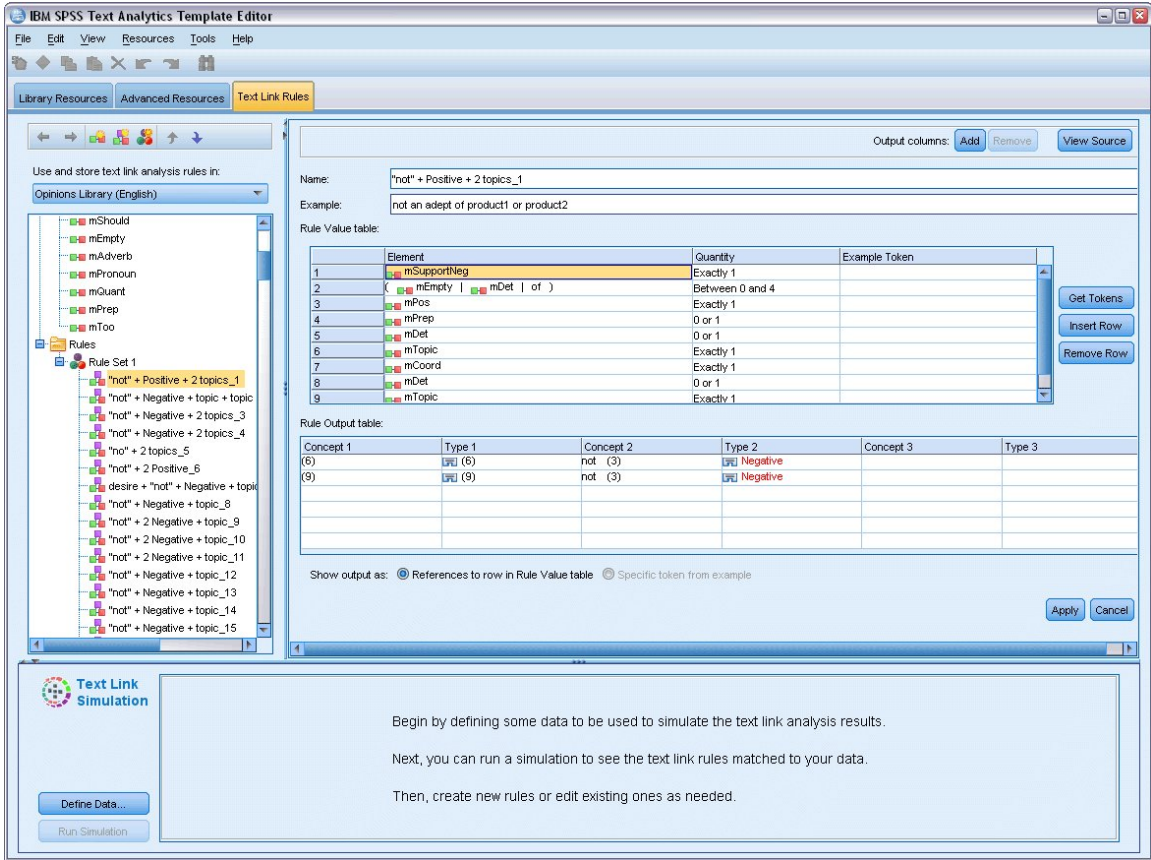 IBM SPSS Text Analytics Template Editor
File Edit View Resources Tools Help
Library Resources Advanced Resources Text Link Rules
Use and store text link analysis rules in:
Opinions Library (English)
mShould
mEmpty
mAdverb
mPronoun
mQuant
mPrep
mToo
Rules
Rule Set 1
"not" + Positive + 2 topics_1
"not" + Negative + topic + topic
"not" + Negative + 2 topics_3
"not" + Negative + 2 topics_4
"no" + 2 topics_5
"not" + 2 Positive_6
desire + "not" + Negative + topic
"not" + Negative + topic_8
"not" + 2 Negative + topic_9
"not" + 2 Negative + topic_10
"not" + 2 Negative + topic_11
"not" + Negative + topic_12
"not" + Negative + topic_13
"not" + Negative + topic_14
"not" + Negative + topic_15
Output columns: Add Remove View Source
Name: "not" + Positive + 2 topics_1
Example: not an adept of product1 or product2
Rule Value table:
Element Quantity Example Token
1 mSupportNeg Exactly 1
2 ( mEmpty | mDet | of ) Between 0 and 4
3 mPos Exactly 1
4 mPrep 0 or 1
5 mDet 0 or 1
6 mTopic Exactly 1
7 mCoord Exactly 1
8 mDet 0 or 1
9 mTopic Exactly 1
Get Tokens
Insert Row
Remove Row
Rule Output table:
Concept 1 Type 1 Concept 2 Type 2 Concept 3 Type 3
(6) (6) not (3) Negative
(9) (9) not (3) Negative
Show output as: References to row in Rule Value table Specific token from example
Apply Cancel
Text Link
Simulation
Begin by defining some data to be used to simulate the text link analysis results.
Next, you can run a simulation to see the text link rules matched to your data.
Then, create new rules or edit existing ones as needed.
Define Data...
Run Simulation